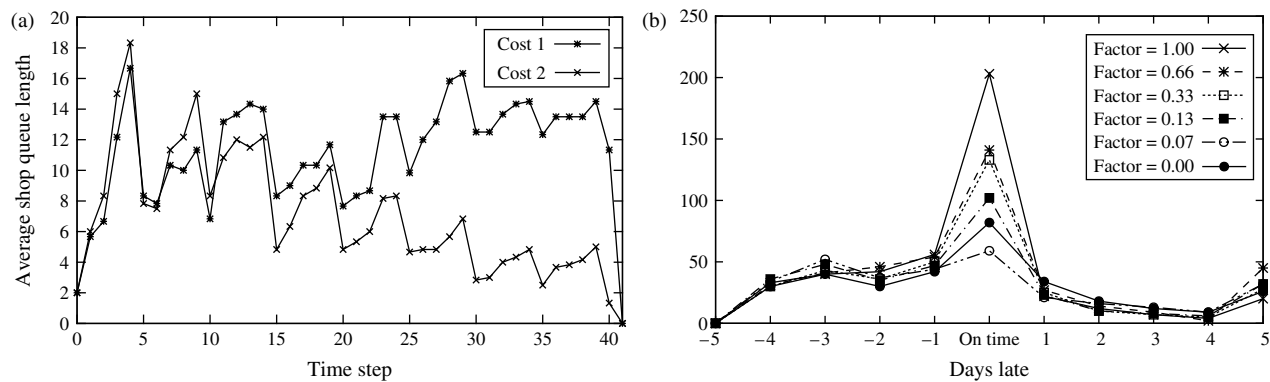 (a)
20
18
16
14
12
10
8
6
4
2
0
Average shop queue length
Cost 1
Cost 2
0 5 10 15 20 25 30 35 40
Time step
(b)
250
200
150
100
50
0
Factor = 1.00
Factor = 0.66
Factor = 0.33
Factor = 0.13
Factor = 0.07
Factor = 0.00
−5 −4 −3 −2 −1 On time 1 2 3 4 5
Days late